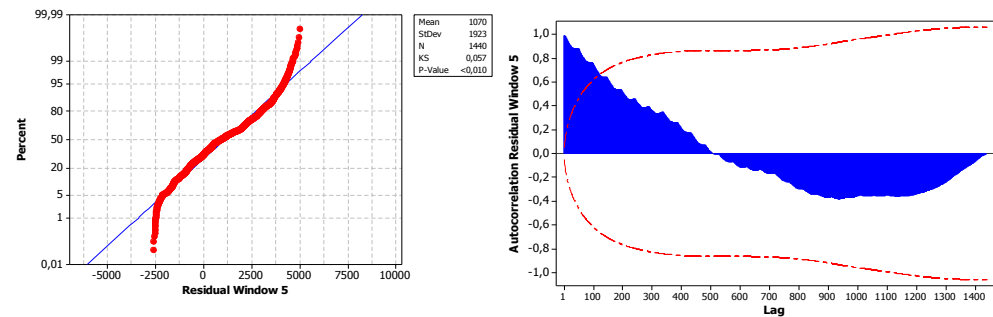 99,99
99
95
80
50
20
5
1
0,01
Percent
-5000
-2500
0
2500
5000
7500
10000
Residual Window 5
Mean 1070
StDev 1923
N 1440
KS 0,057
P-Value <0,010
1,0
0,8
0,6
0,4
0,2
0,0
-0,2
-0,4
-0,6
-0,8
-1,0
Autocorrelation Residual Window 5
1 100 200 300 400 500 600 700 800 900 1000 1100 1200 1300 1400
Lag